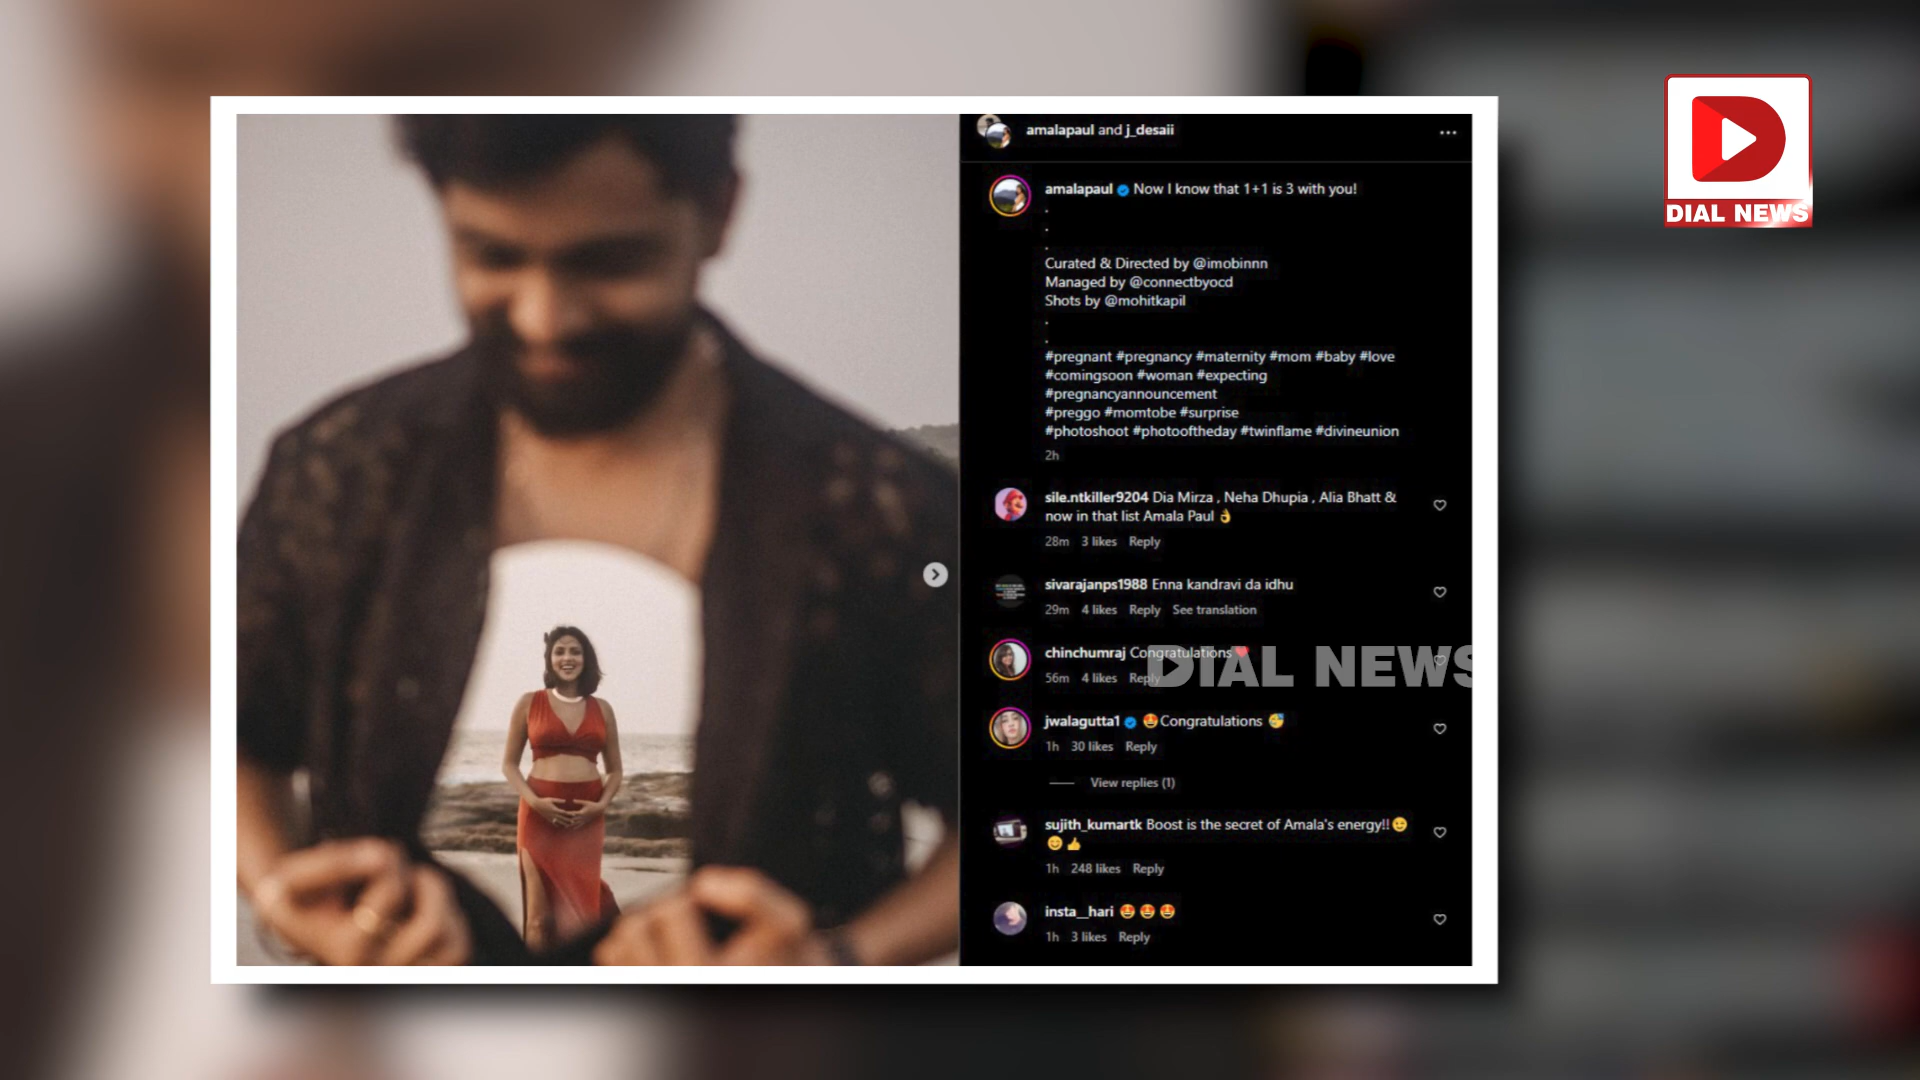 DIAL NEWS
amalapaul and j_desaii
amalapaul Now I know that 1+1 is 3 with you!
.
.
.
Curated & Directed by @imobinnn
Managed by @connectbyocd
Shots by @mohitkapil
.
.
#pregnant #pregnancy #maternity #mom #baby #love
#comingsoon #woman #expecting
#pregnancyannouncement
#preggo #momtobe #surprise
#photoshoot #photooftheday #twinflame #divineunion
2h
sile.ntkiller9204 Dia Mirza , Neha Dhupia , Alia Bhatt &
now in that list Amala Paul 👌
28m 3 likes Reply
sivarajanps1988 Enna kandravi da idhu
29m 4 likes Reply See translation
chinchumraj Congratulations ❤️
56m 4 likes Reply
DIAL NEWS
jwalagutta1 🤩Congratulations 😇
1h 30 likes Reply
View replies (1)
sujith_kumartk Boost is the secret of Amala's energy!!😉
😊👍
1h 248 likes Reply
insta__hari 🤩🤩🤩
1h 3 likes Reply